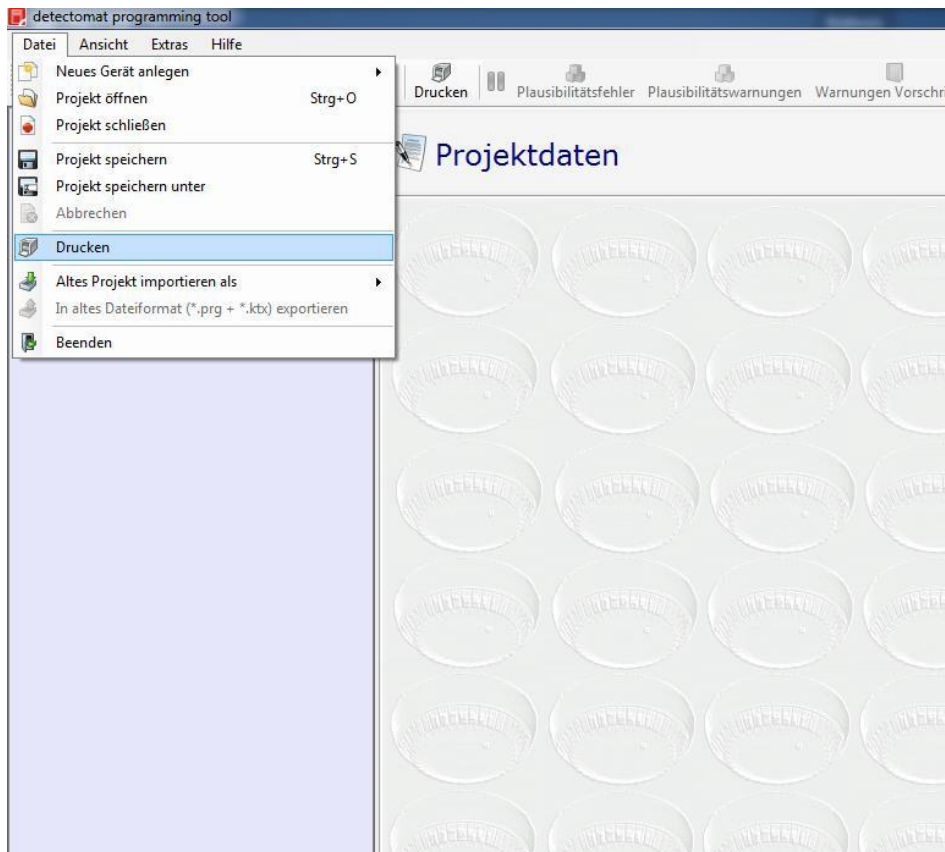 detectomat programming tool
Datei Ansicht Extras Hilfe
Neues Gerät anlegen
Projekt öffnen Strg+O
Projekt schließen
Projekt speichern Strg+S
Projekt speichern unter
Abbrechen
Drucken
Altes Projekt importieren als
In altes Dateiformat (*.prg + *.ktx) exportieren
Beenden
Drucken Plausibilitätsfehler Plausibilitätswarnungen Warnungen Vorschri
Projektdaten